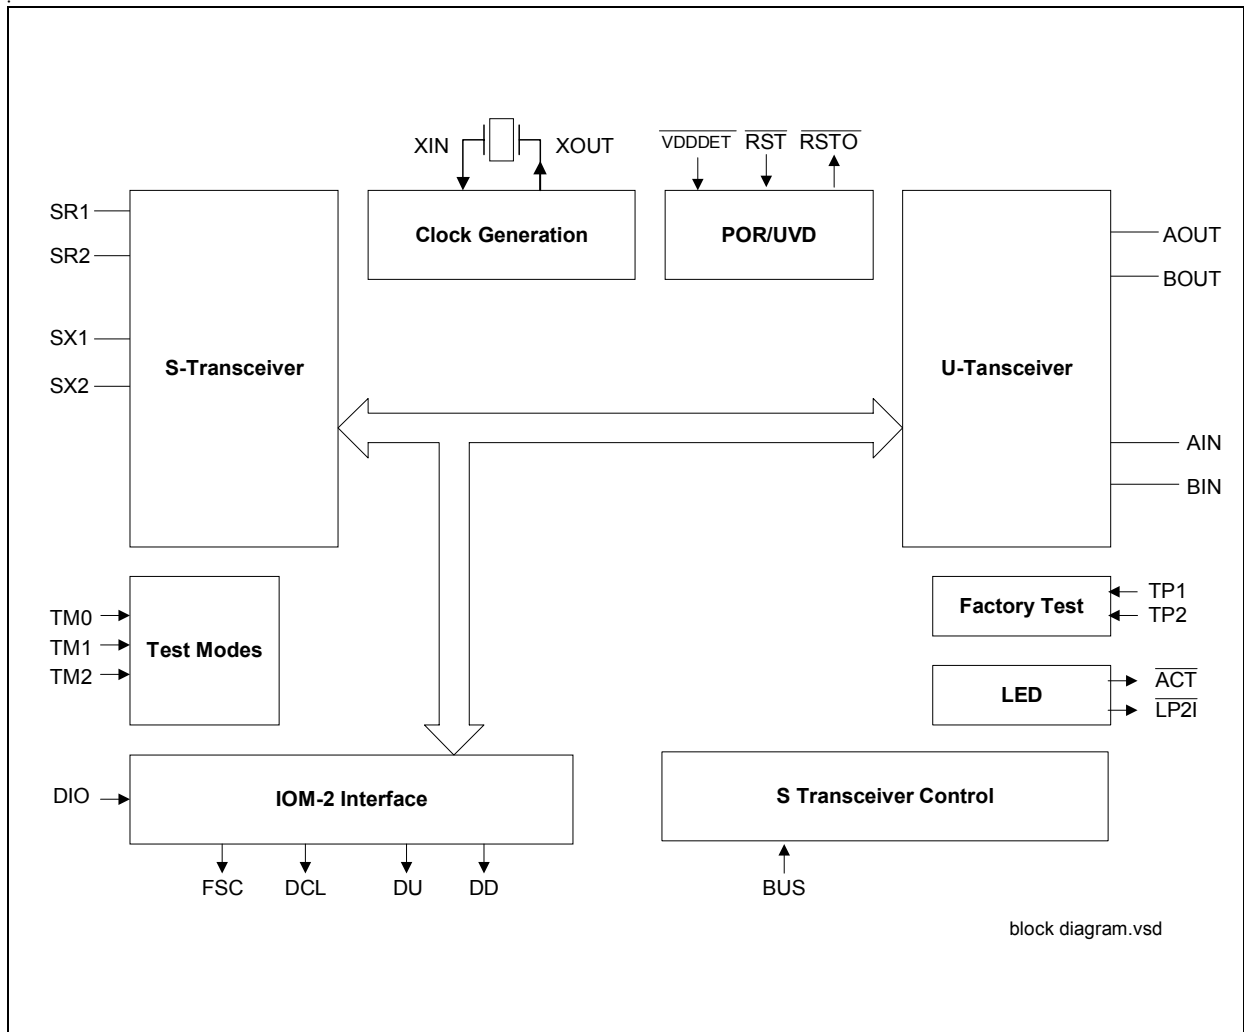 XIN
XOUT
VDDDET
RST
RSTO
SR1
SR2
SX1
SX2
S-Transceiver
Clock Generation
POR/UVD
U-Tansceiver
AOUT
BOUT
AIN
BIN
TM0
TM1
TM2
Test Modes
Factory Test
TP1
TP2
LED
ACT
LP2I
DIO
IOM-2 Interface
S Transceiver Control
FSC
DCL
DU
DD
BUS
block diagram.vsd